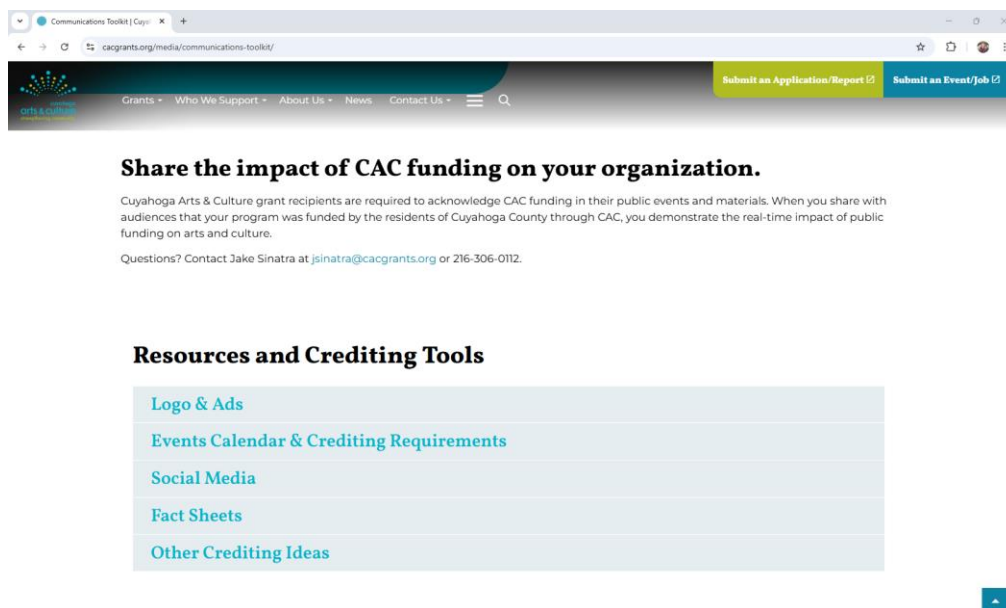 Communications Toolkit | Cuya
cacgrants.org/media/communications-toolkit/
cuyahoga
arts & culture
strengthening community
Grants
Who We Support
About Us
News
Contact Us
Submit an Application/Report
Submit an Event/Job
Share the impact of CAC funding on your organization.
Cuyahoga Arts & Culture grant recipients are required to acknowledge CAC funding in their public events and materials. When you share with
audiences that your program was funded by the residents of Cuyahoga County through CAC, you demonstrate the real-time impact of public
funding on arts and culture.
Questions? Contact Jake Sinatra at jsinatra@cacgrants.org or 216-306-0112.
Resources and Crediting Tools
Logo & Ads
Events Calendar & Crediting Requirements
Social Media
Fact Sheets
Other Crediting Ideas